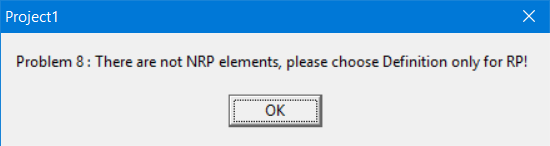 Project1
Problem 8 : There are not NRP elements, please choose Definition only for RP!
OK